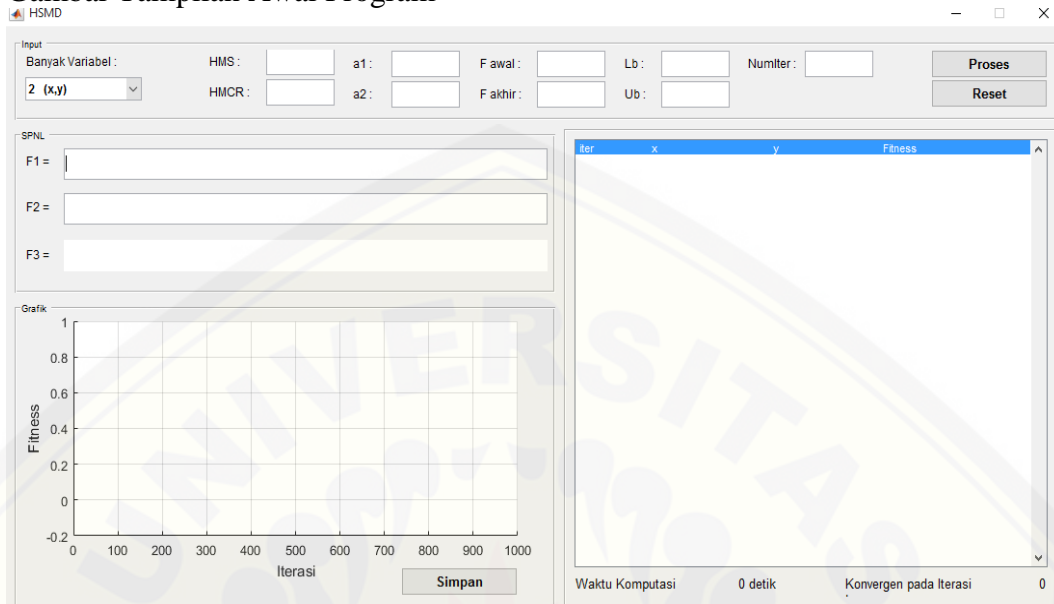 Gambar Tampilan Awal Program
HSMD
Input
Banyak Variabel : HMS : a1 : F awal : Lb : NumIter : Proses
2 (x,y) HMCR : a2 : F akhir : Ub : Reset
SPNL
F1 =
F2 =
F3 =
iter x y Fitness
Grafik
1
0.8
0.6
0.4
0.2
0
-0.2
Fitness
0 100 200 300 400 500 600 700 800 900 1000
Iterasi
Simpan
Waktu Komputasi 0 detik Konvergen pada Iterasi 0
UNIVERSITAS